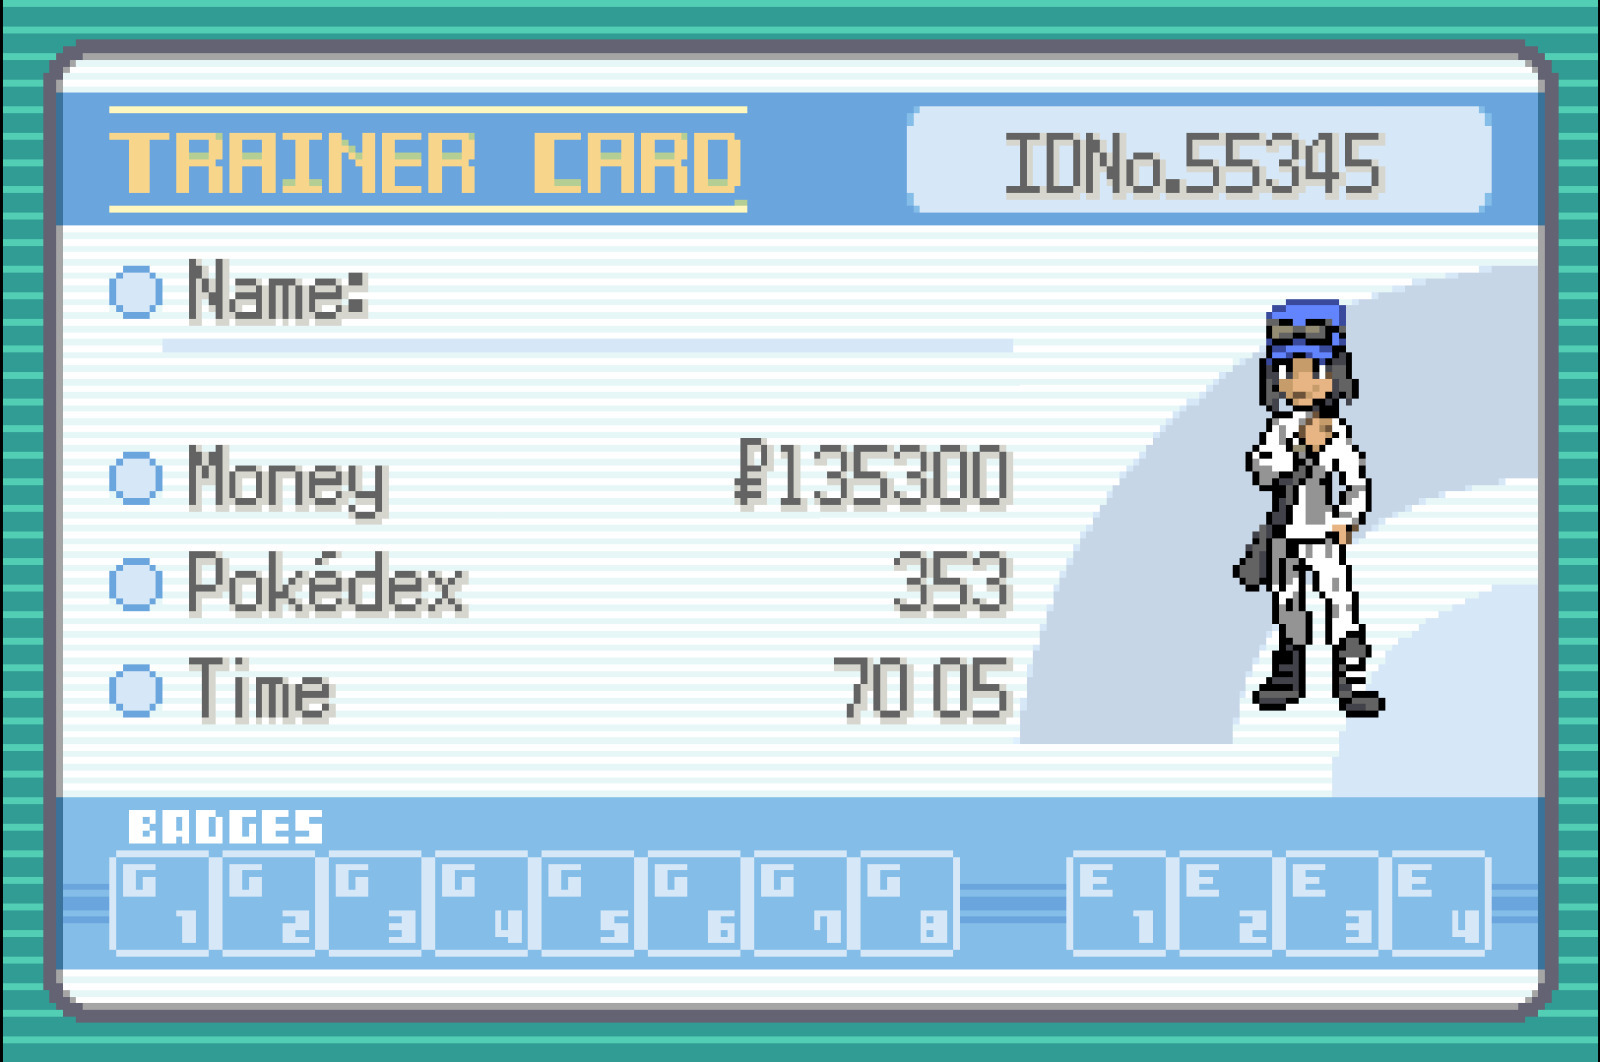 TRAINER CARD
IDNo.55345
Name:
Money ₽135300
Pokédex 353
Time 70 05
BADGES
G 1 G 2 G 3 G 4 G 5 G 6 G 7 G 8 E 1 E 2 E 3 E 4